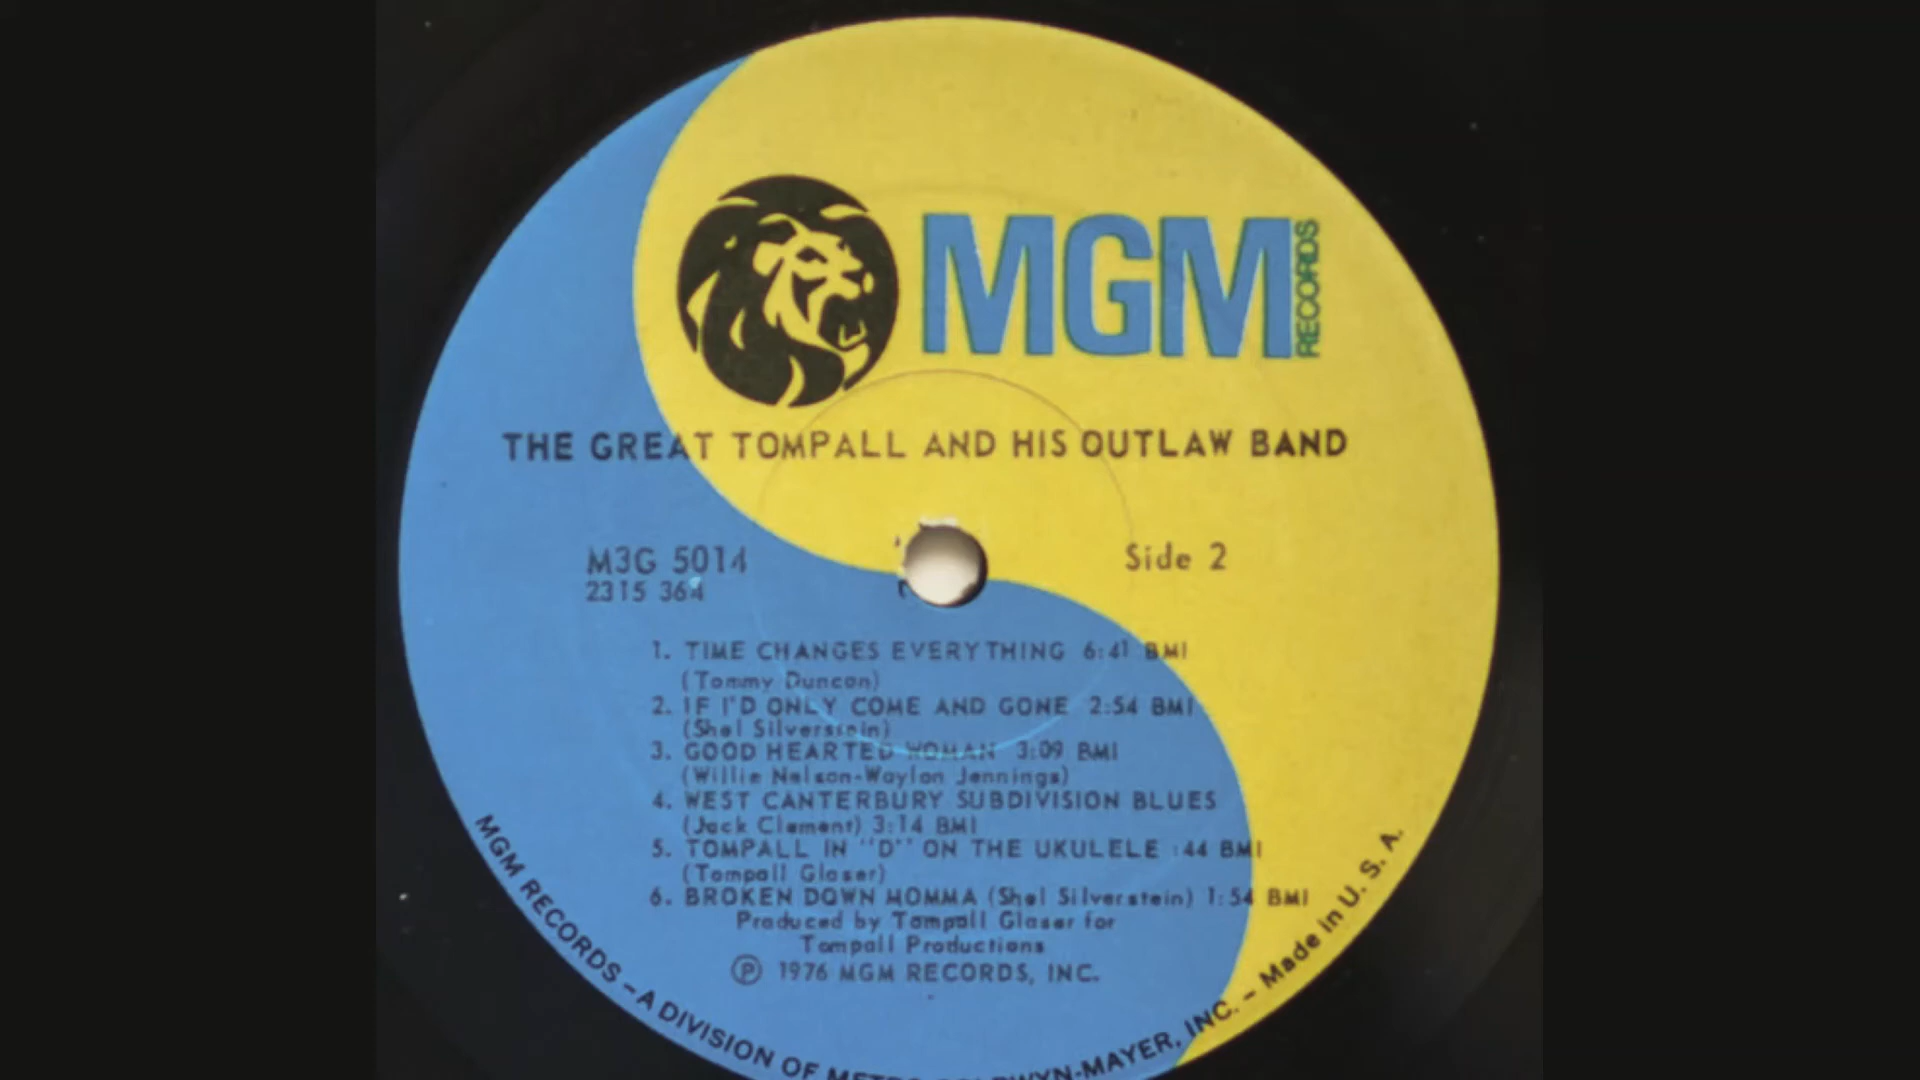 MGM RECORDS
THE GREAT TOMPALL AND HIS OUTLAW BAND
M3G 5014
Side 2
2315 364
1. TIME CHANGES EVERYTHING 6:41 BMI
(Tommy Duncan)
2. IF I'D ONLY COME AND GONE 2:54 BMI
(Shel Silverstein)
3. GOOD HEARTED WOMAN 3:09 BMI
(Willie Nelson-Waylon Jennings)
4. WEST CANTERBURY SUBDIVISION BLUES
(Jack Clement) 3:14 BMI
5. TOMPALL IN "D" ON THE UKULELE :44 BMI
(Tompall Glaser)
6. BROKEN DOWN MOMMA (Shel Silverstein) 1:54 BMI
Produced by Tompall Glaser for
Tompall Productions
Ⓟ 1976 MGM RECORDS, INC.
MGM RECORDS – A DIVISION OF METRO-GOLDWYN-MAYER, INC. – Made in U. S. A.